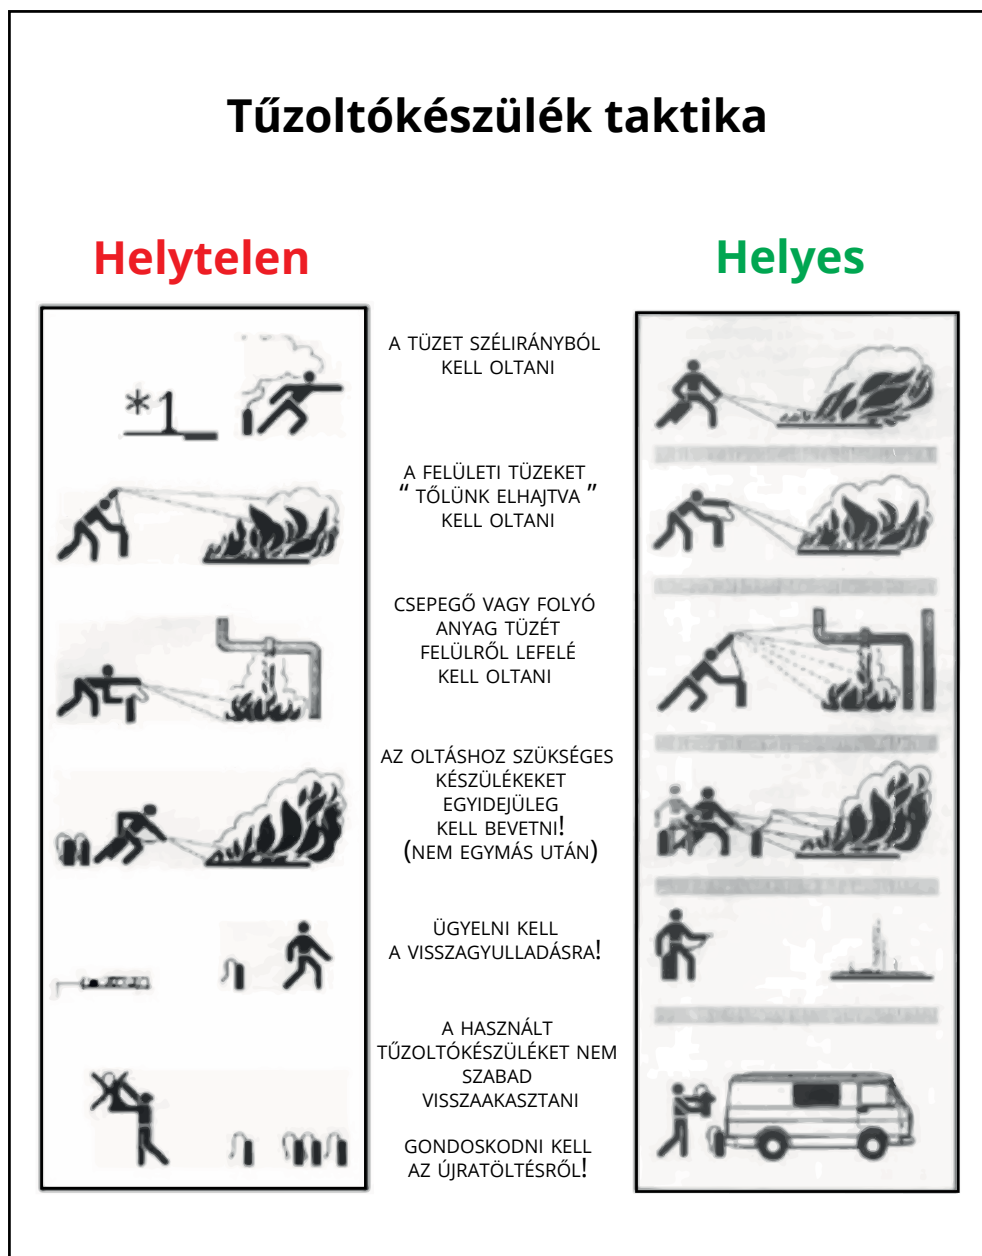 Tűzoltókészülék taktika
Helytelen
Helyes
*1
A TÜZET SZÉLIRÁNYBÓL
KELL OLTANI
A FELÜLETI TÜZEKET
“ TŐLÜNK ELHAJTVA ”
KELL OLTANI
CSEPEGŐ VAGY FOLYÓ
ANYAG TÜZÉT
FELÜLRŐL LEFELÉ
KELL OLTANI
AZ OLTÁSHOZ SZÜKSÉGES
KÉSZÜLÉKEKET
EGYIDEJÜLEG
KELL BEVETNI!
(NEM EGYMÁS UTÁN)
ÜGYELNI KELL
A VISSZAGYULLADÁSRA!
A HASZNÁLT
TŰZOLTÓKÉSZÜLÉKET NEM
SZABAD
VISSZAAKASZTANI
GONDOSKODNI KELL
AZ ÚJRATÖLTÉSRŐL!